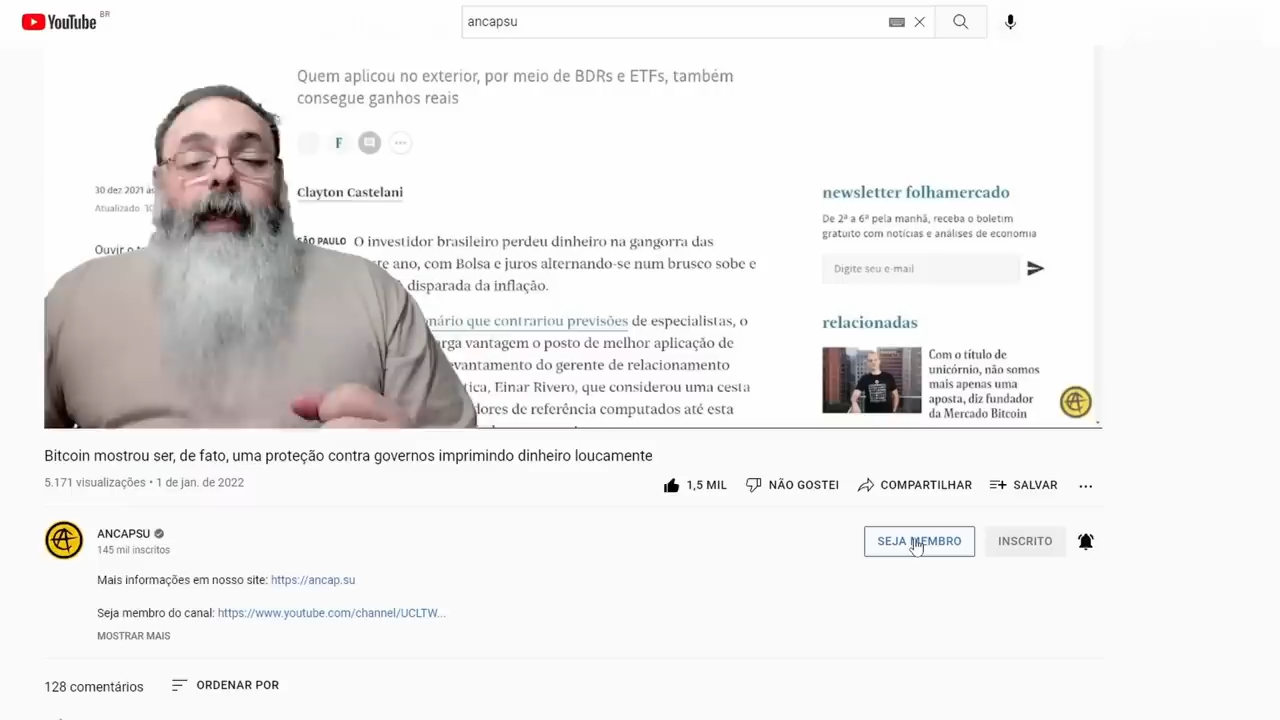 YouTube BR
ancapsu
Quem aplicou no exterior, por meio de BDRs e ETFs, também
consegue ganhos reais
F
30 dez 2021
Clayton Castelani
Atualizado
Ouvir o
SÃO PAULO O investidor brasileiro perdeu dinheiro na gangorra das
te ano, com Bolsa e juros alternando-se num brusco sobe e
disparada da inflação.
nário que contrariou previsões de especialistas, o
rga vantagem o posto de melhor aplicação de
evantamento do gerente de relacionamento
tica, Einar Rivero, que considerou uma cesta
dores de referência computados até esta
newsletter folhamercado
De 2ª a 6ª pela manhã, receba o boletim
gratuito com notícias e análises de economia
Digite seu e-mail
relacionadas
Com o título de
unicórnio, não somos
mais apenas uma
aposta, diz fundador
da Mercado Bitcoin
Bitcoin mostrou ser, de fato, uma proteção contra governos imprimindo dinheiro loucamente
5.171 visualizações • 1 de jan. de 2022
1,5 MIL
NÃO GOSTEI
COMPARTILHAR
SALVAR
ANCAPSU
145 mil inscritos
SEJA MEMBRO
INSCRITO
Mais informações em nosso site: https://ancap.su
Seja membro do canal: https://www.youtube.com/channel/UCLTW...
MOSTRAR MAIS
128 comentários
ORDENAR POR